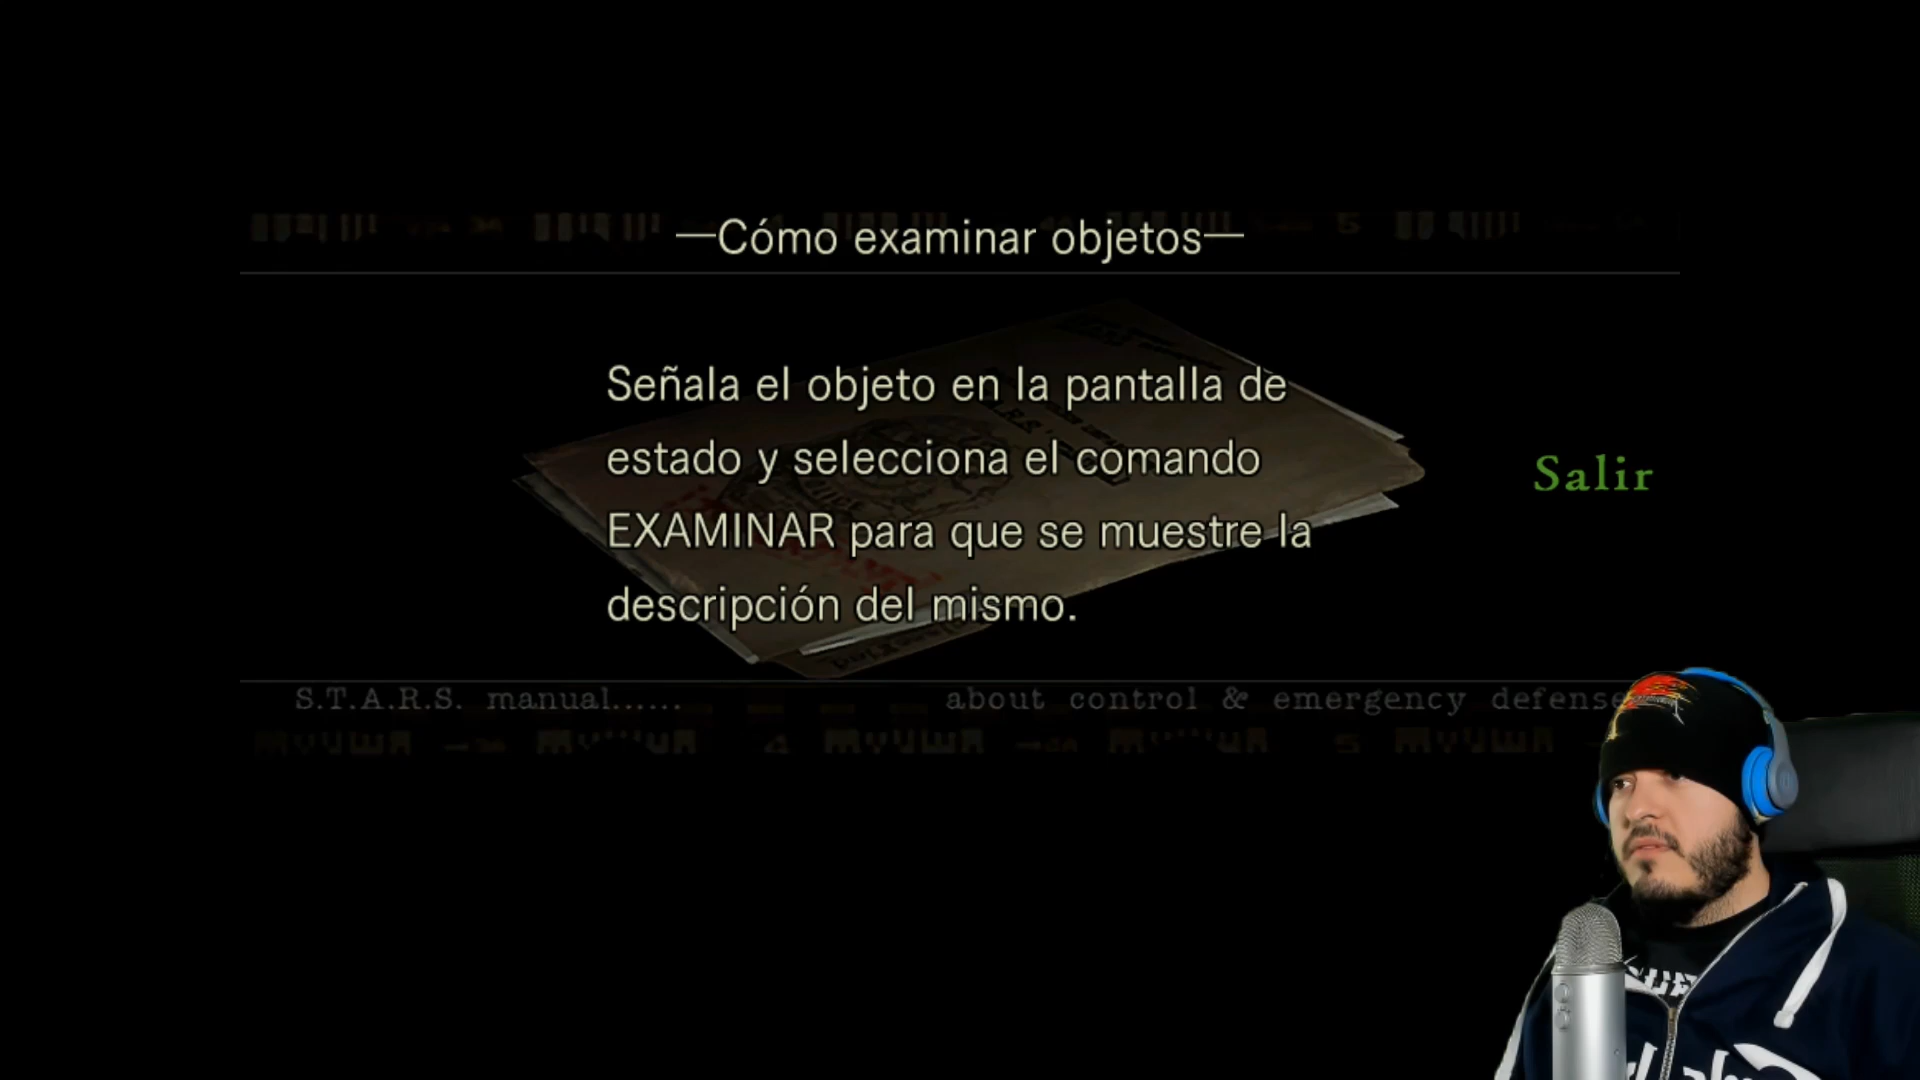 —Cómo examinar objetos—
Señala el objeto en la pantalla de
estado y selecciona el comando
EXAMINAR para que se muestre la
descripción del mismo.
Salir
S.T.A.R.S. manual...... about control & emergency defense